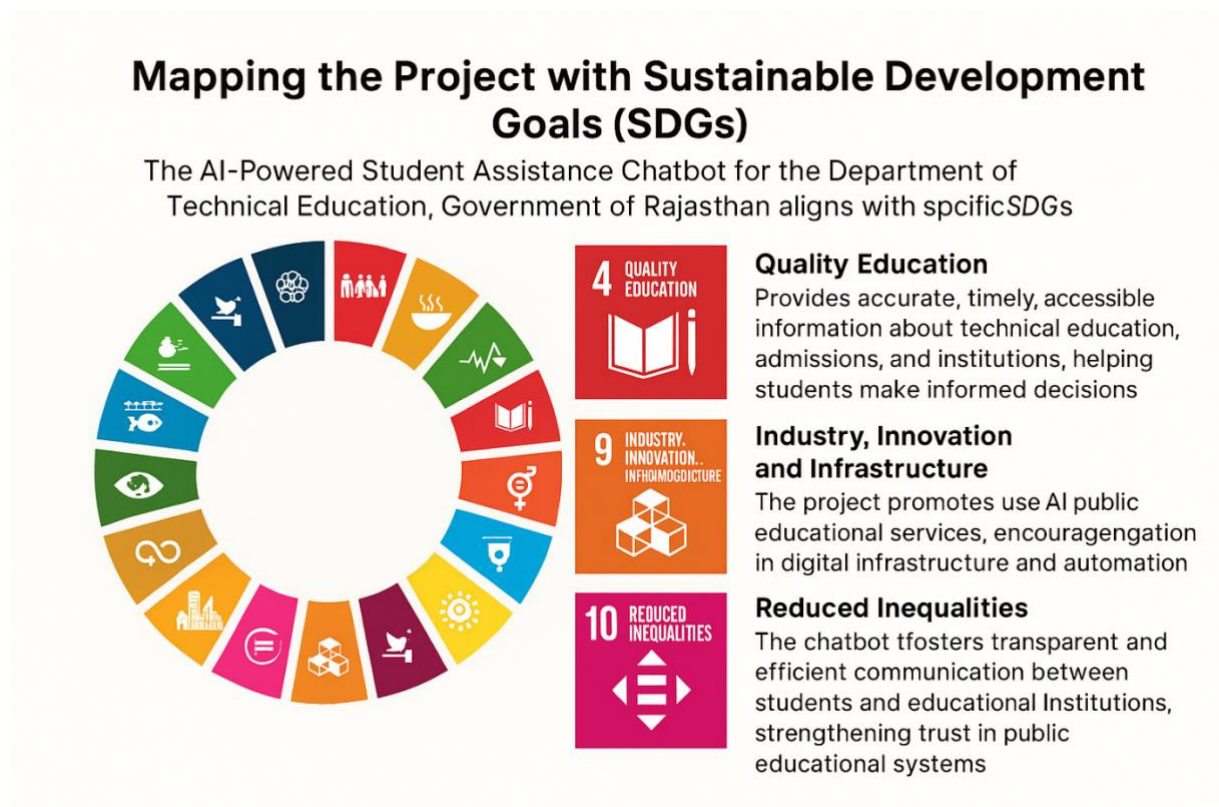 Mapping the Project with Sustainable Development
Goals (SDGs)
The AI-Powered Student Assistance Chatbot for the Department of
Technical Education, Government of Rajasthan aligns with spcificSDGs
4 QUALITY
EDUCATION
Quality Education
Provides accurate, timely, accessible
information about technical education,
admissions, and institutions, helping
students make informed decisions
9 INDUSTRY.
INNOVATION..
INFHQIMOGDICTURE
Industry, Innovation
and Infrastructure
The project promotes use AI public
educational services, encouragengation
in digital infrastructure and automation
10 REDUCED
INEQUALITIES
Reduced Inequalities
The chatbot tfosters transparent and
efficient communication between
students and educational Institutions,
strengthening trust in public
educational systems